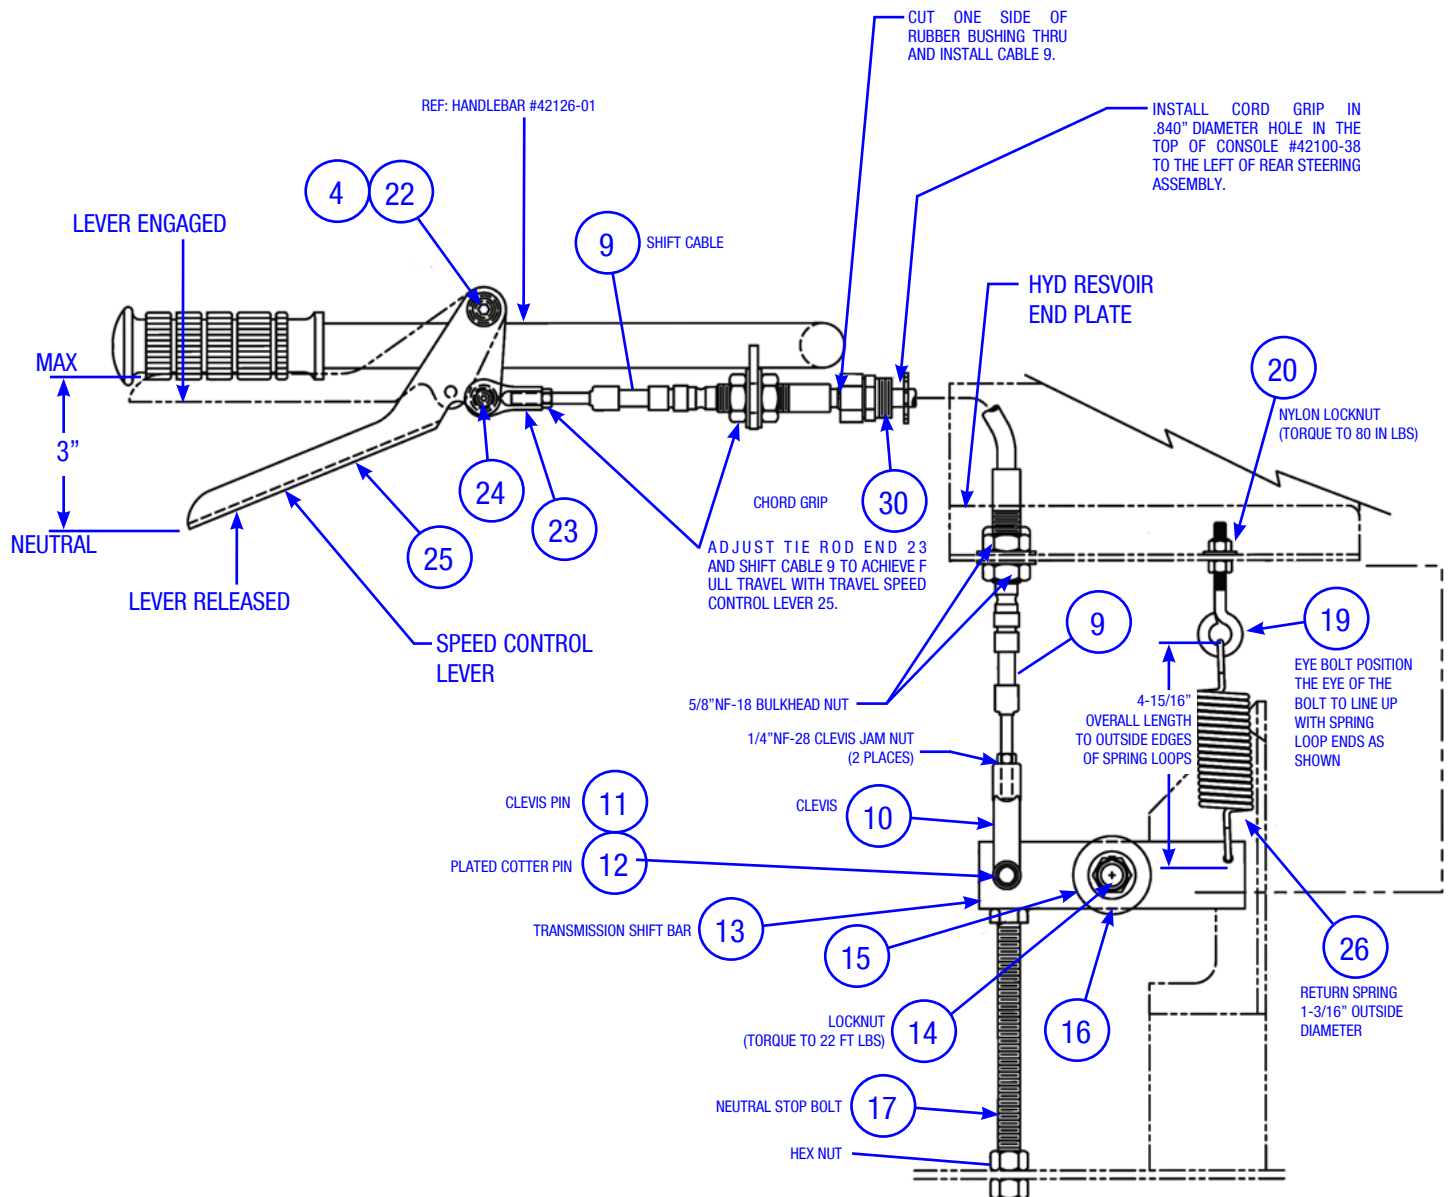 CUT ONE SIDE OF
RUBBER BUSHING THRU
AND INSTALL CABLE 9.
REF: HANDLEBAR #42126-01
INSTALL CORD GRIP IN
.840” DIAMETER HOLE IN THE
TOP OF CONSOLE #42100-38
TO THE LEFT OF REAR STEERING
ASSEMBLY.
4
22
LEVER ENGAGED
9
SHIFT CABLE
HYD RESVOIR
END PLATE
MAX
3”
NEUTRAL
20
NYLON LOCKNUT
(TORQUE TO 80 IN LBS)
24
23
25
CHORD GRIP
30
ADJUST TIE ROD END 23
AND SHIFT CABLE 9 TO ACHIEVE F
ULL TRAVEL WITH TRAVEL SPEED
CONTROL LEVER 25.
LEVER RELEASED
SPEED CONTROL
LEVER
9
19
EYE BOLT POSITION
THE EYE OF THE
BOLT TO LINE UP
WITH SPRING
LOOP ENDS AS
SHOWN
4-15/16”
OVERALL LENGTH
TO OUTSIDE EDGES
OF SPRING LOOPS
5/8”NF-18 BULKHEAD NUT
1/4”NF-28 CLEVIS JAM NUT
(2 PLACES)
CLEVIS PIN
11
CLEVIS
10
PLATED COTTER PIN
12
TRANSMISSION SHIFT BAR
13
15
26
RETURN SPRING
1-3/16” OUTSIDE
DIAMETER
LOCKNUT
(TORQUE TO 22 FT LBS)
14
16
NEUTRAL STOP BOLT
17
HEX NUT